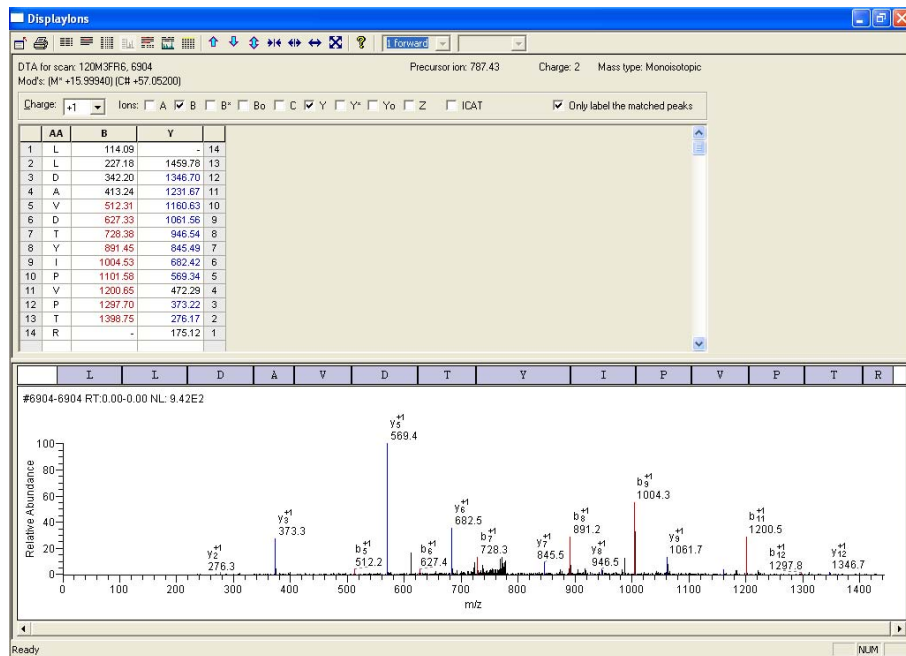 DisplayIons
1 forward
DTA for scan: 120M3FR6, 6904 Precursor ion: 787.43 Charge: 2 Mass type: Monoisotopic
Mod's: (M* +15.99940) (C# +57.05200)
Charge: +1 Ions: A B B* Bo C Y Y* Yo Z ICAT Only label the matched peaks
AA B Y
1 L 114.09 - 14
2 L 227.18 1459.78 13
3 D 342.20 1346.70 12
4 A 413.24 1231.67 11
5 V 512.31 1160.63 10
6 D 627.33 1061.56 9
7 T 728.38 946.54 8
8 Y 891.45 845.49 7
9 I 1004.53 682.42 6
10 P 1101.58 569.34 5
11 V 1200.65 472.29 4
12 P 1297.70 373.22 3
13 T 1398.75 276.17 2
14 R - 175.12 1
L L D A V D T Y I P V P T R
#6904-6904 RT:0.00-0.00 NL: 9.42E2
Relative Abundance
100
80
60
40
20
0
y2 +1
276.3
y3 +1
373.3
b5 +1
512.2
y5 +1
569.4
b6 +1
627.4
y6 +1
682.5
b7 +1
728.3
y7 +1
845.5
b8 +1
891.2
y8 +1
946.5
b9 +1
1004.3
y9 +1
1061.7
b11 +1
1200.5
b12 +1
1297.8
y12 +1
1346.7
0 100 200 300 400 500 600 700 800 900 1000 1100 1200 1300 1400
m/z
Ready NUM